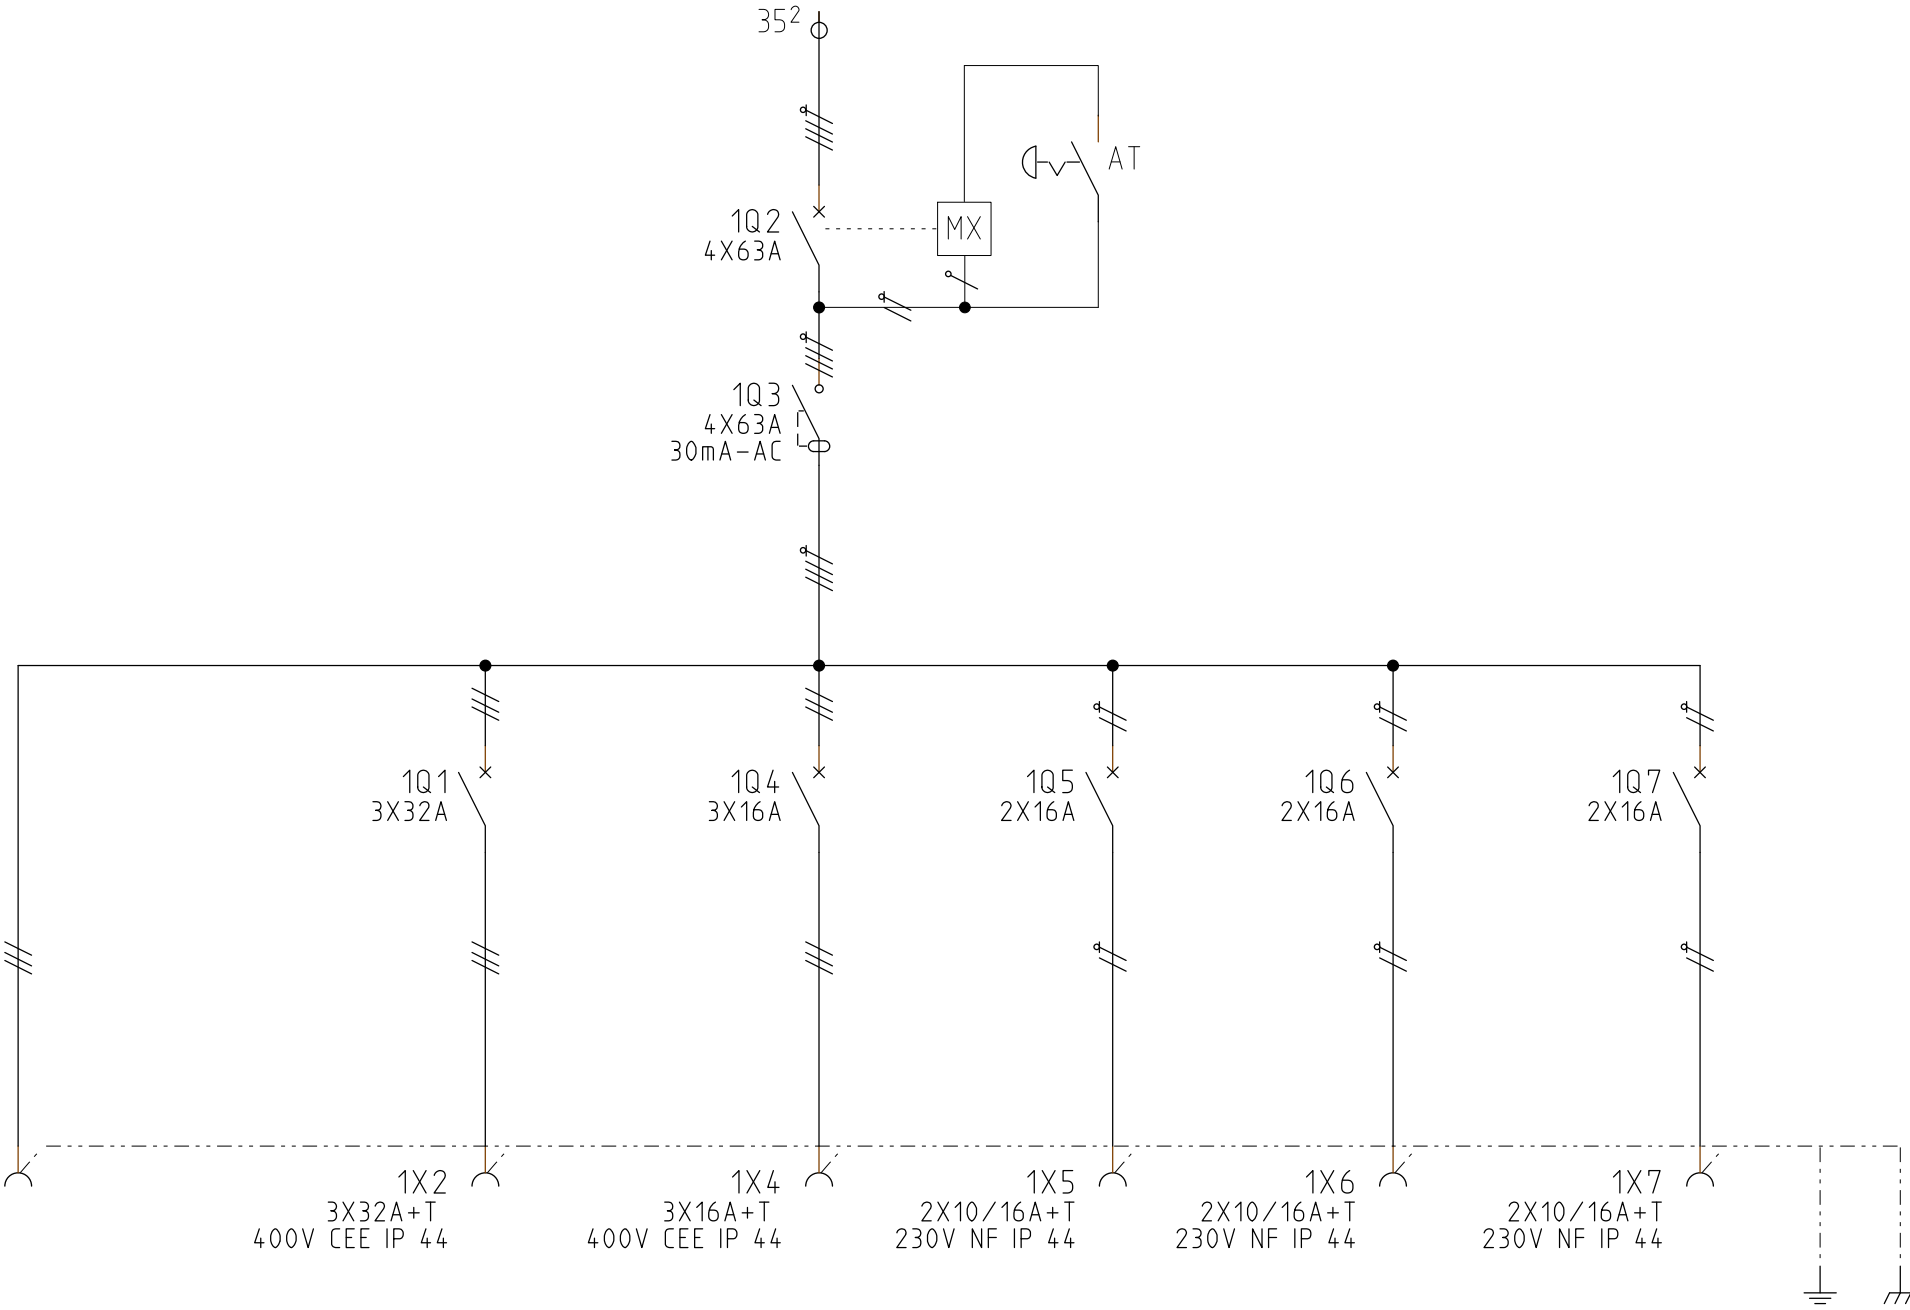 35²
AT
1Q2
4X63A
MX
1Q3
4X63A
30mA-AC
1Q1
3X32A
1Q4
3X16A
1Q5
2X16A
1Q6
2X16A
1Q7
2X16A
1X2
3X32A+T
400V CEE IP 44
1X4
3X16A+T
400V CEE IP 44
1X5
2X10/16A+T
230V NF IP 44
1X6
2X10/16A+T
230V NF IP 44
1X7
2X10/16A+T
230V NF IP 44